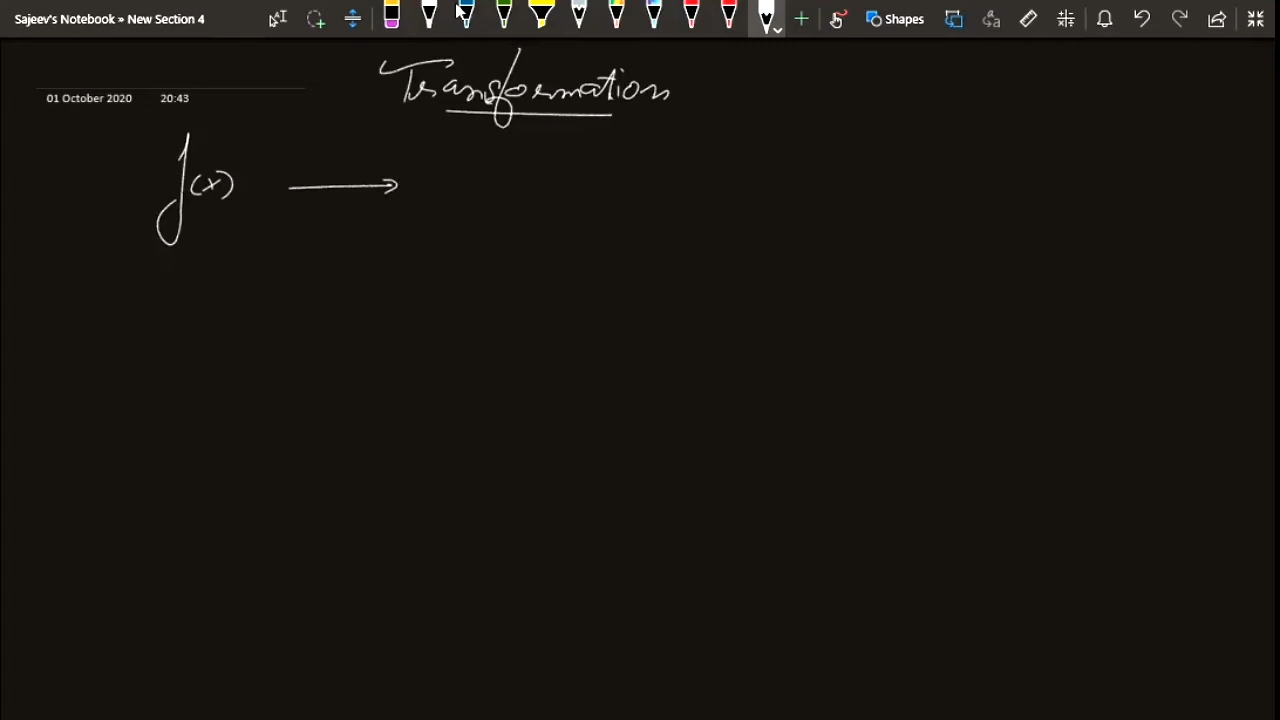 Sajeev's Notebook » New Section 4
Shapes
Transformation
01 October 2020 20:43
f(x) →